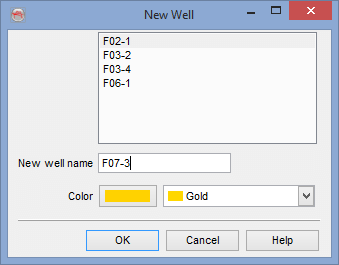 New Well
F02-1
F03-2
F03-4
F06-1
New well name F07-3
Color Gold
OK Cancel Help